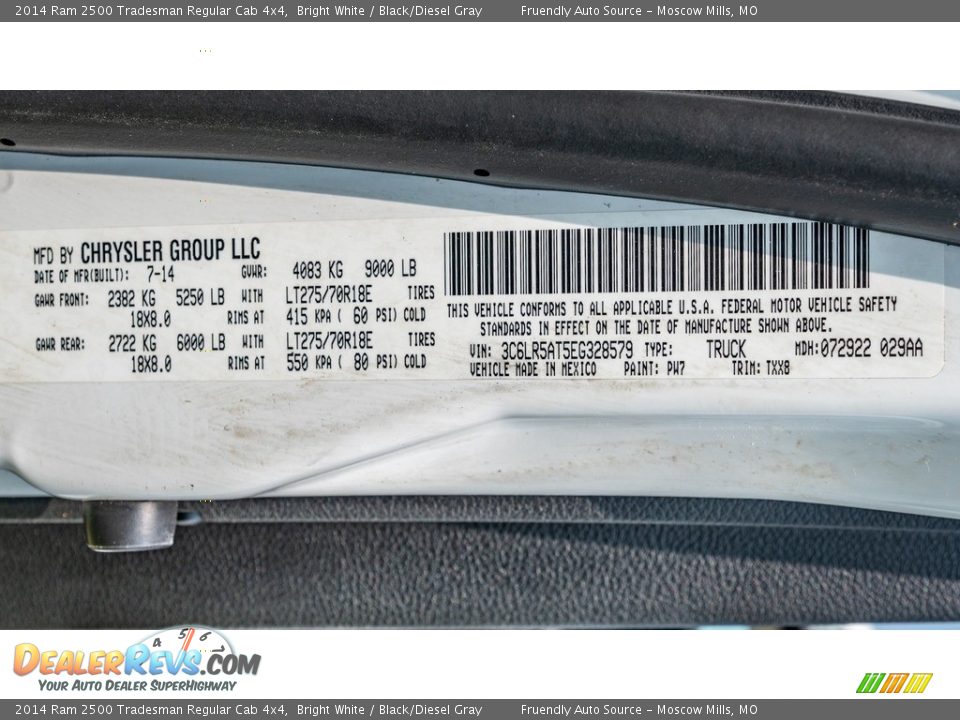 2014 Ram 2500 Tradesman Regular Cab 4x4, Bright White / Black/Diesel Gray Fruendly Auto Source - Moscow Mills, MO
MFD BY CHRYSLER GROUP LLC
DATE OF MFR(BUILT): 7-14 GVWR: 4083 KG 9000 LB
GAWR FRONT: 2382 KG 5250 LB WITH LT275/70R18E TIRES
18X8.0 RIMS AT 415 KPA ( 60 PSI) COLD
GAWR REAR: 2722 KG 6000 LB WITH LT275/70R18E TIRES
18X8.0 RIMS AT 550 KPA ( 80 PSI) COLD
THIS VEHICLE CONFORMS TO ALL APPLICABLE U.S.A. FEDERAL MOTOR VEHICLE SAFETY
STANDARDS IN EFFECT ON THE DATE OF MANUFACTURE SHOWN ABOVE.
VIN: 3C6LR5AT5EG328579 TYPE: TRUCK MDH:072922 029AA
VEHICLE MADE IN MEXICO PAINT: PW7 TRIM: TXX8
4 5 6 7
DEALERREVS.COM
YOUR AUTO DEALER SUPERHIGHWAY
2014 Ram 2500 Tradesman Regular Cab 4x4, Bright White / Black/Diesel Gray Fruendly Auto Source - Moscow Mills, MO